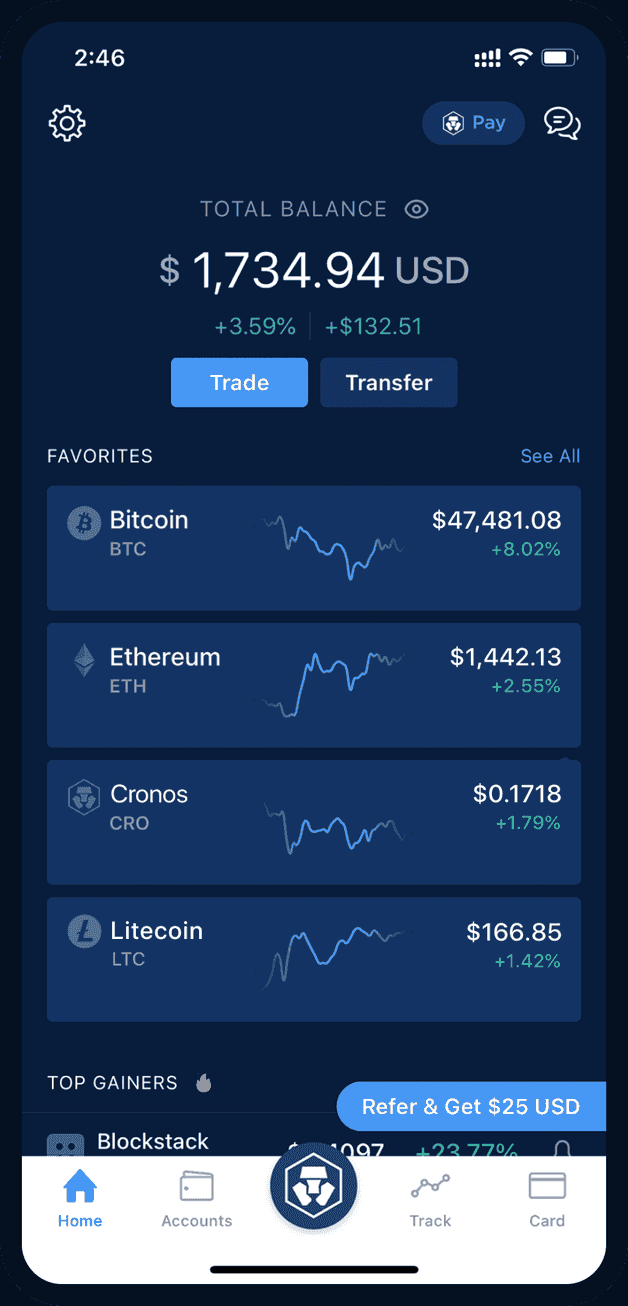 2:46
Pay
TOTAL BALANCE
$ 1,734.94 USD
+3.59% +$132.51
Trade Transfer
FAVORITES See All
Bitcoin $47,481.08
BTC +8.02%
Ethereum $1,442.13
ETH +2.55%
Cronos $0.1718
CRO +1.79%
Litecoin $166.85
LTC +1.42%
TOP GAINERS
Refer & Get $25 USD
Blockstack +23.77%
Home Accounts Track Card